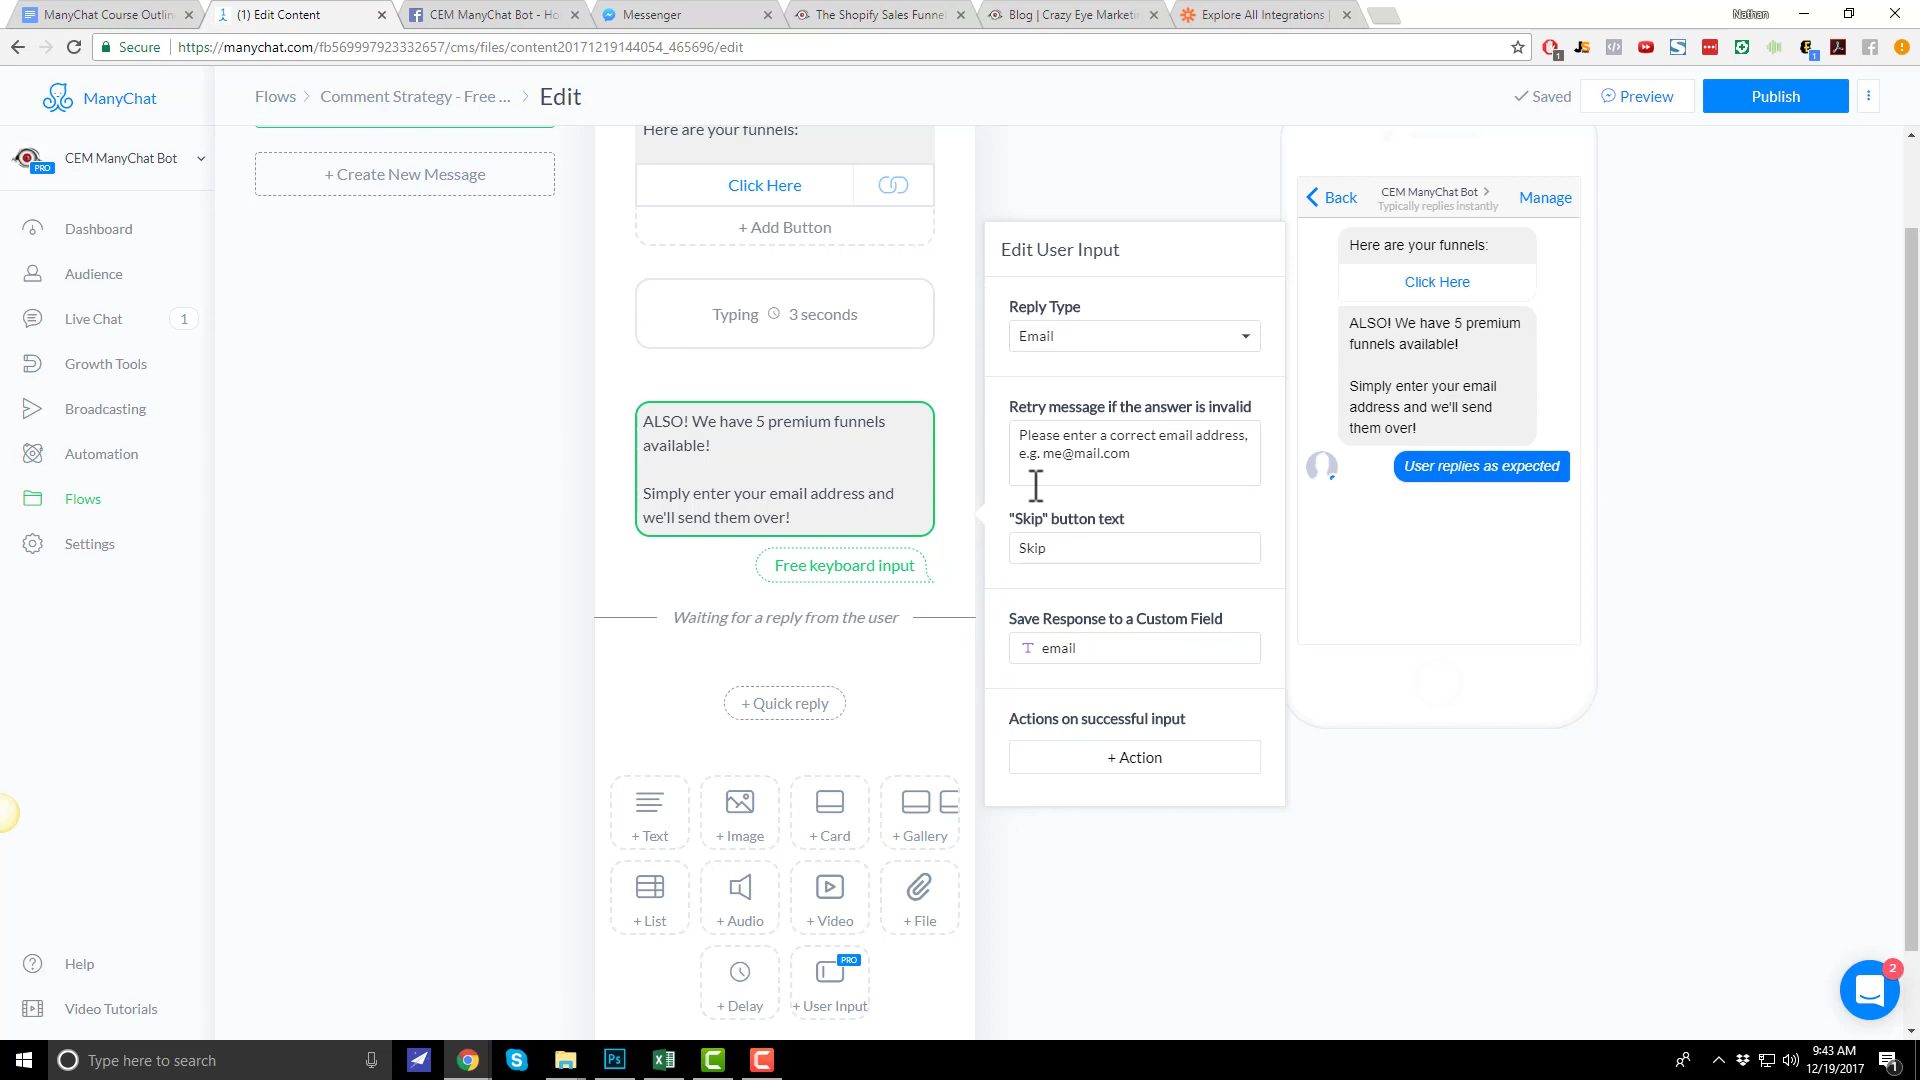 ManyChat Course Outlin
(1) Edit Content
CEM ManyChat Bot - Ho
Messenger
The Shopify Sales Funne
Blog | Crazy Eye Marketi
Explore All Integrations |
Nathan
Secure
https://manychat.com/fb569997923332657/cms/files/content20171219144054_465696/edit
ManyChat
Flows
Comment Strategy - Free ...
Edit
Saved
Preview
Publish
CEM ManyChat Bot
PRO
Dashboard
Audience
Live Chat
1
Growth Tools
Broadcasting
Automation
Flows
Settings
Help
Video Tutorials
+ Create New Message
Here are your funnels:
Click Here
+ Add Button
Typing
3 seconds
ALSO! We have 5 premium funnels
available!
Simply enter your email address and
we'll send them over!
Free keyboard input
Waiting for a reply from the user
+ Quick reply
+ Text
+ Image
+ Card
+ Gallery
+ List
+ Audio
+ Video
+ File
+ Delay
PRO
+ User Input
Edit User Input
Reply Type
Email
Retry message if the answer is invalid
Please enter a correct email address,
e.g. me@mail.com
"Skip" button text
Skip
Save Response to a Custom Field
T email
Actions on successful input
+ Action
Back
CEM ManyChat Bot
Typically replies instantly
Manage
Here are your funnels:
Click Here
ALSO! We have 5 premium
funnels available!
Simply enter your email
address and we'll send
them over!
User replies as expected
2
Type here to search
Ps
9:43 AM
12/19/2017
1